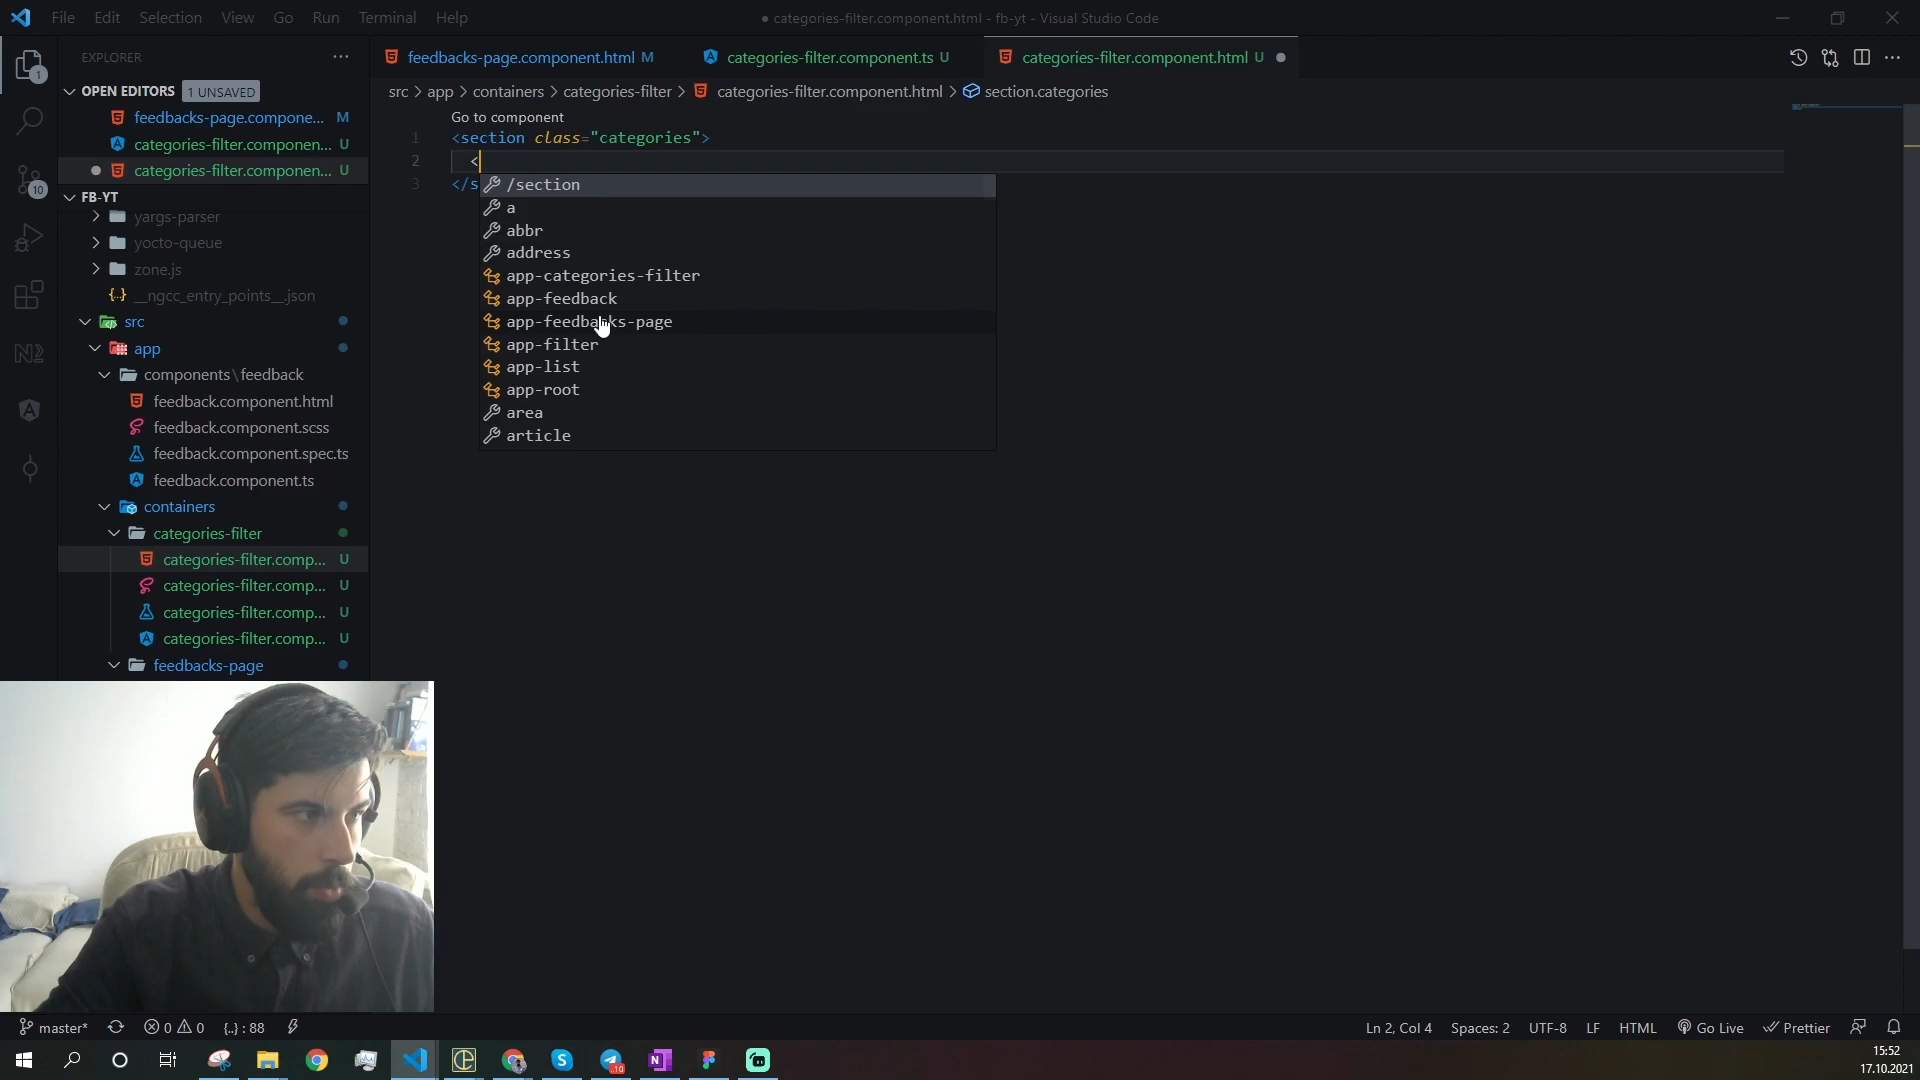 File Edit Selection View Go Run Terminal Help
● categories-filter.component.html - fb-yt - Visual Studio Code
EXPLORER
feedbacks-page.component.html M
categories-filter.component.ts U
categories-filter.component.html U
OPEN EDITORS 1 UNSAVED
src > app > containers > categories-filter > categories-filter.component.html > section.categories
feedbacks-page.compone... M
categories-filter.componen... U
categories-filter.componen... U
Go to component
1 <section class="categories">
2 <
3 </s
/section
a
abbr
address
app-categories-filter
app-feedback
app-feedbacks-page
app-filter
app-list
app-root
area
article
FB-YT
yargs-parser
yocto-queue
zone.js
__ngcc_entry_points__.json
src
app
components\feedback
feedback.component.html
feedback.component.scss
feedback.component.spec.ts
feedback.component.ts
containers
categories-filter
categories-filter.comp... U
categories-filter.comp... U
categories-filter.comp... U
categories-filter.comp... U
feedbacks-page
1
10
master* 0 0 {..} : 88
Ln 2, Col 4 Spaces: 2 UTF-8 LF HTML Go Live Prettier
15:52
17.10.2021